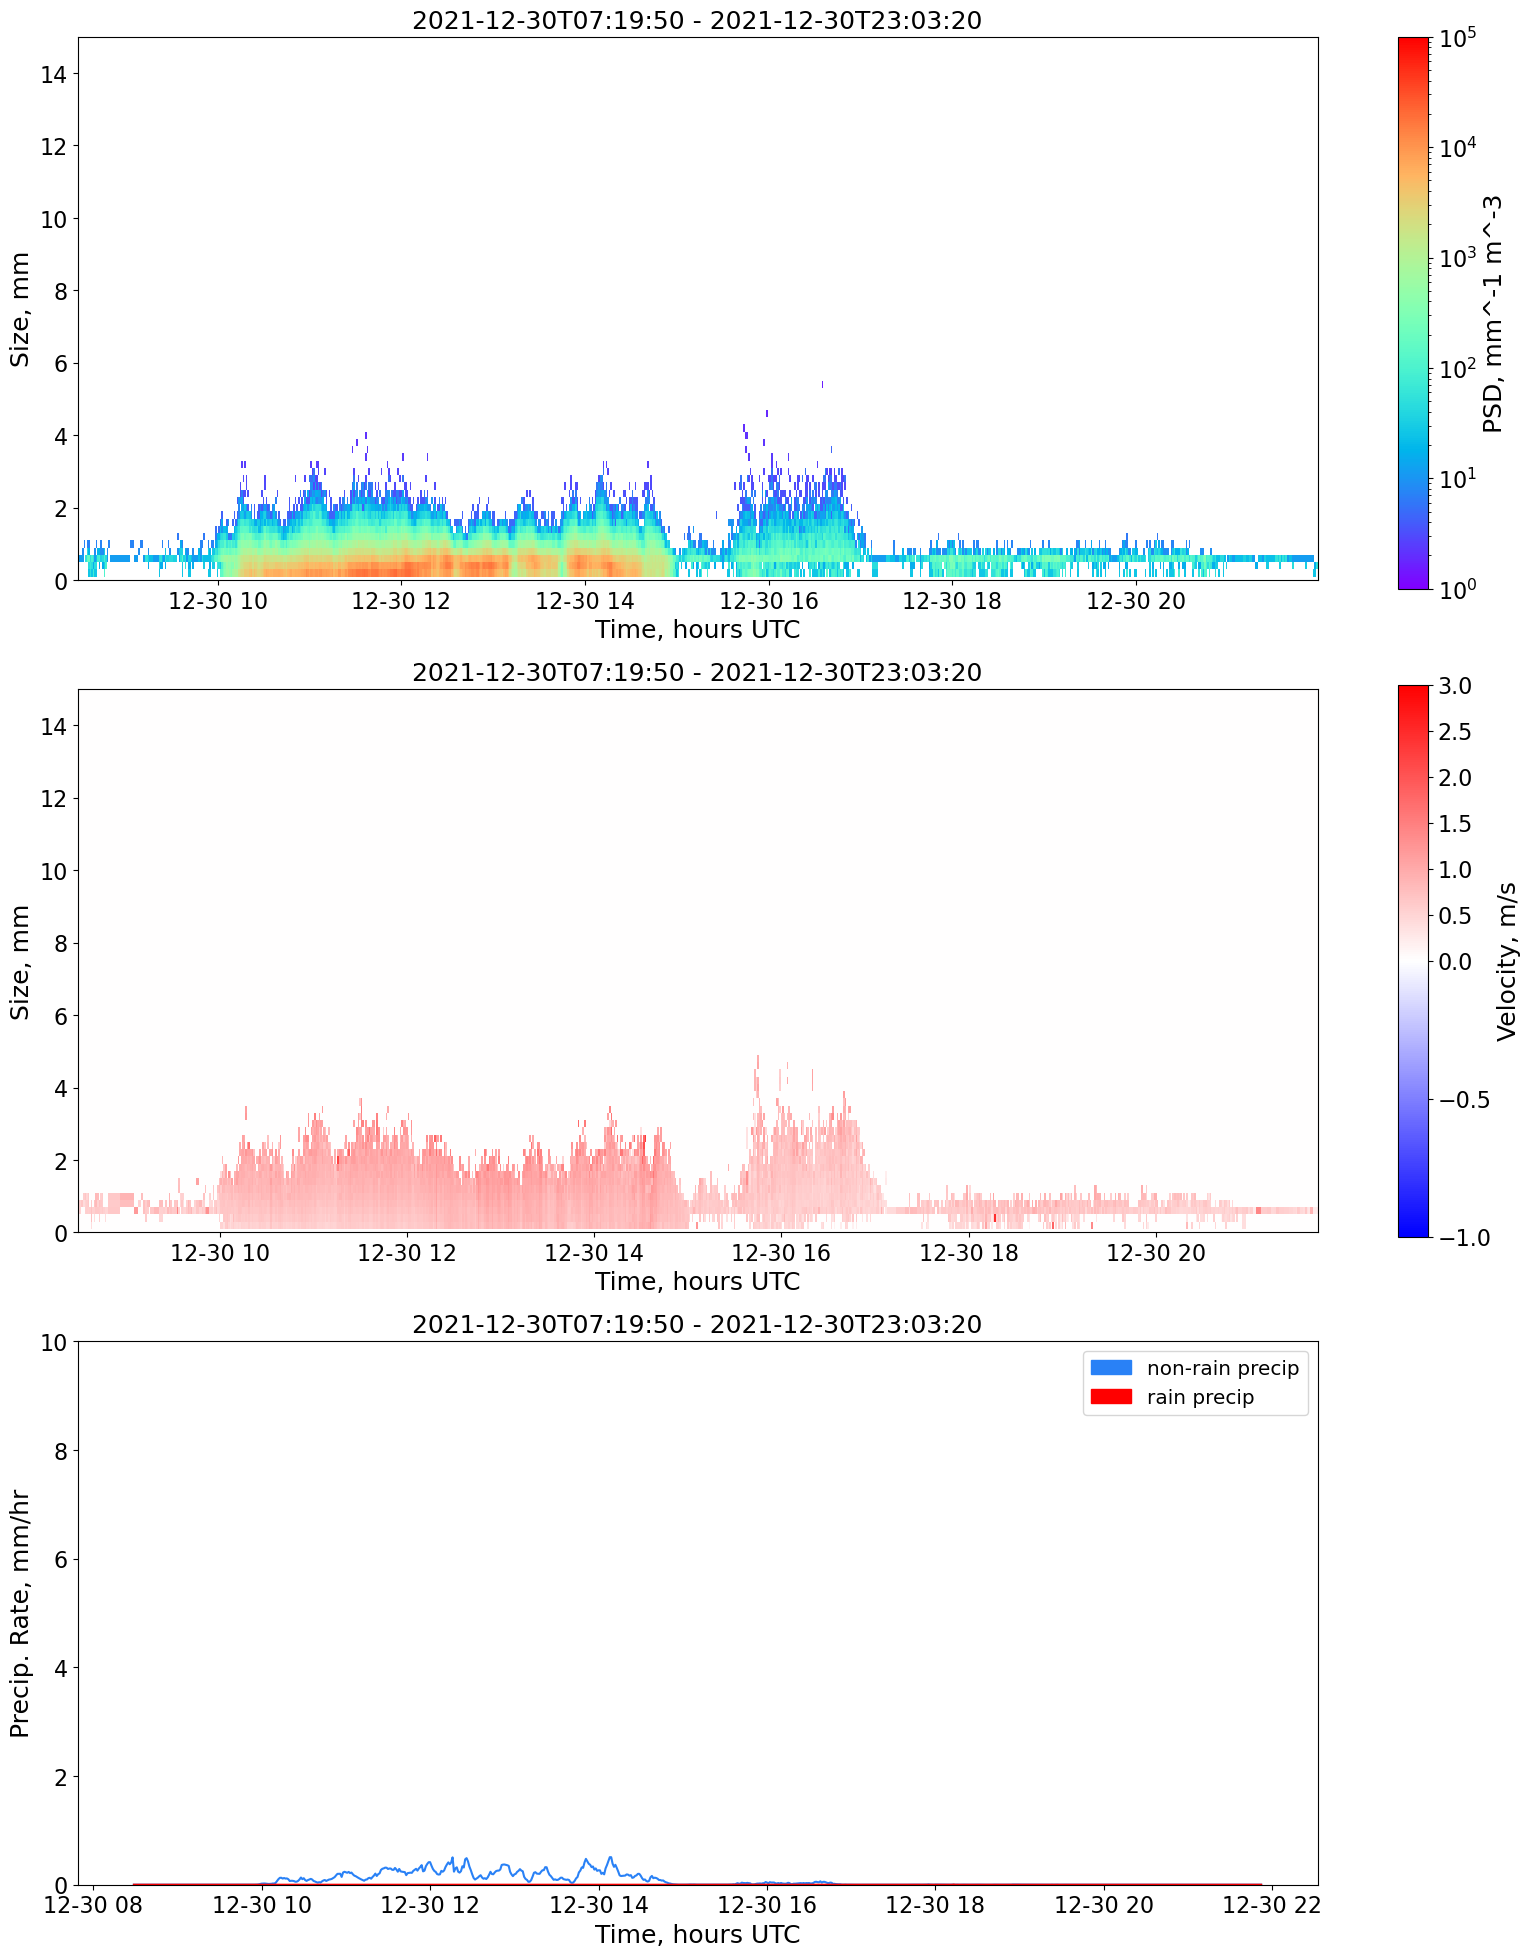 2021-12-30T07:19:50 - 2021-12-30T23:03:20
14
12
10
8
6
4
2
0
Size, mm
12-30 10 12-30 12 12-30 14 12-30 16 12-30 18 12-30 20
Time, hours UTC
10^5
10^4
10^3
10^2
10^1
10^0
PSD, mm^-1 m^-3
2021-12-30T07:19:50 - 2021-12-30T23:03:20
14
12
10
8
6
4
2
0
Size, mm
12-30 10 12-30 12 12-30 14 12-30 16 12-30 18 12-30 20
Time, hours UTC
3.0
2.5
2.0
1.5
1.0
0.5
0.0
−0.5
−1.0
Velocity, m/s
2021-12-30T07:19:50 - 2021-12-30T23:03:20
10
8
6
4
2
0
Precip. Rate, mm/hr
non-rain precip
rain precip
12-30 08 12-30 10 12-30 12 12-30 14 12-30 16 12-30 18 12-30 20 12-30 22
Time, hours UTC